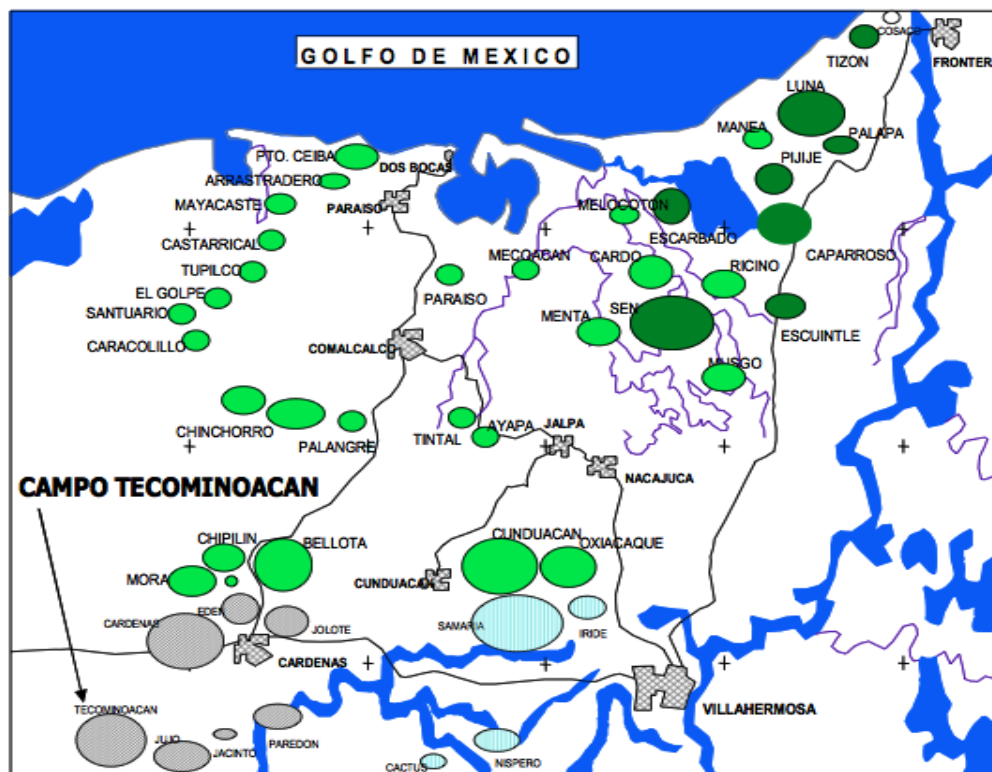 COSACO
GOLFO DE MEXICO
TIZON
FRONTER
LUNA
MANEA
PALAPA
PTO. CEIBA
DOS BOCAS
PIJIJE
ARRASTRADERO
MAYACASTE
PARAISO
MELOCOTON
ESCARBADO
CASTARRICAL
CAPARROSO
MECOACAN
CARDO
RICINO
TUPILCO
PARAISO
EL GOLPE
SANTUARIO
MENTA
SEN
ESCUINTLE
CARACOLILLO
COMALCALCO
MUSGO
CHINCHORRO
PALANGRE
TINTAL
AYAPA
JALPA
NACAJUCA
CAMPO TECOMINOACAN
CHIPILIN
BELLOTA
CUNDUACAN
OXIACAQUE
MORA
CUNDUACAN
EDEN
CARDENAS
JOLOTE
SAMARIA
IRIDE
CARDENAS
TECOMINOACAN
VILLAHERMOSA
JUJO
JACINTO
PAREDON
CACTUS
NISPERO